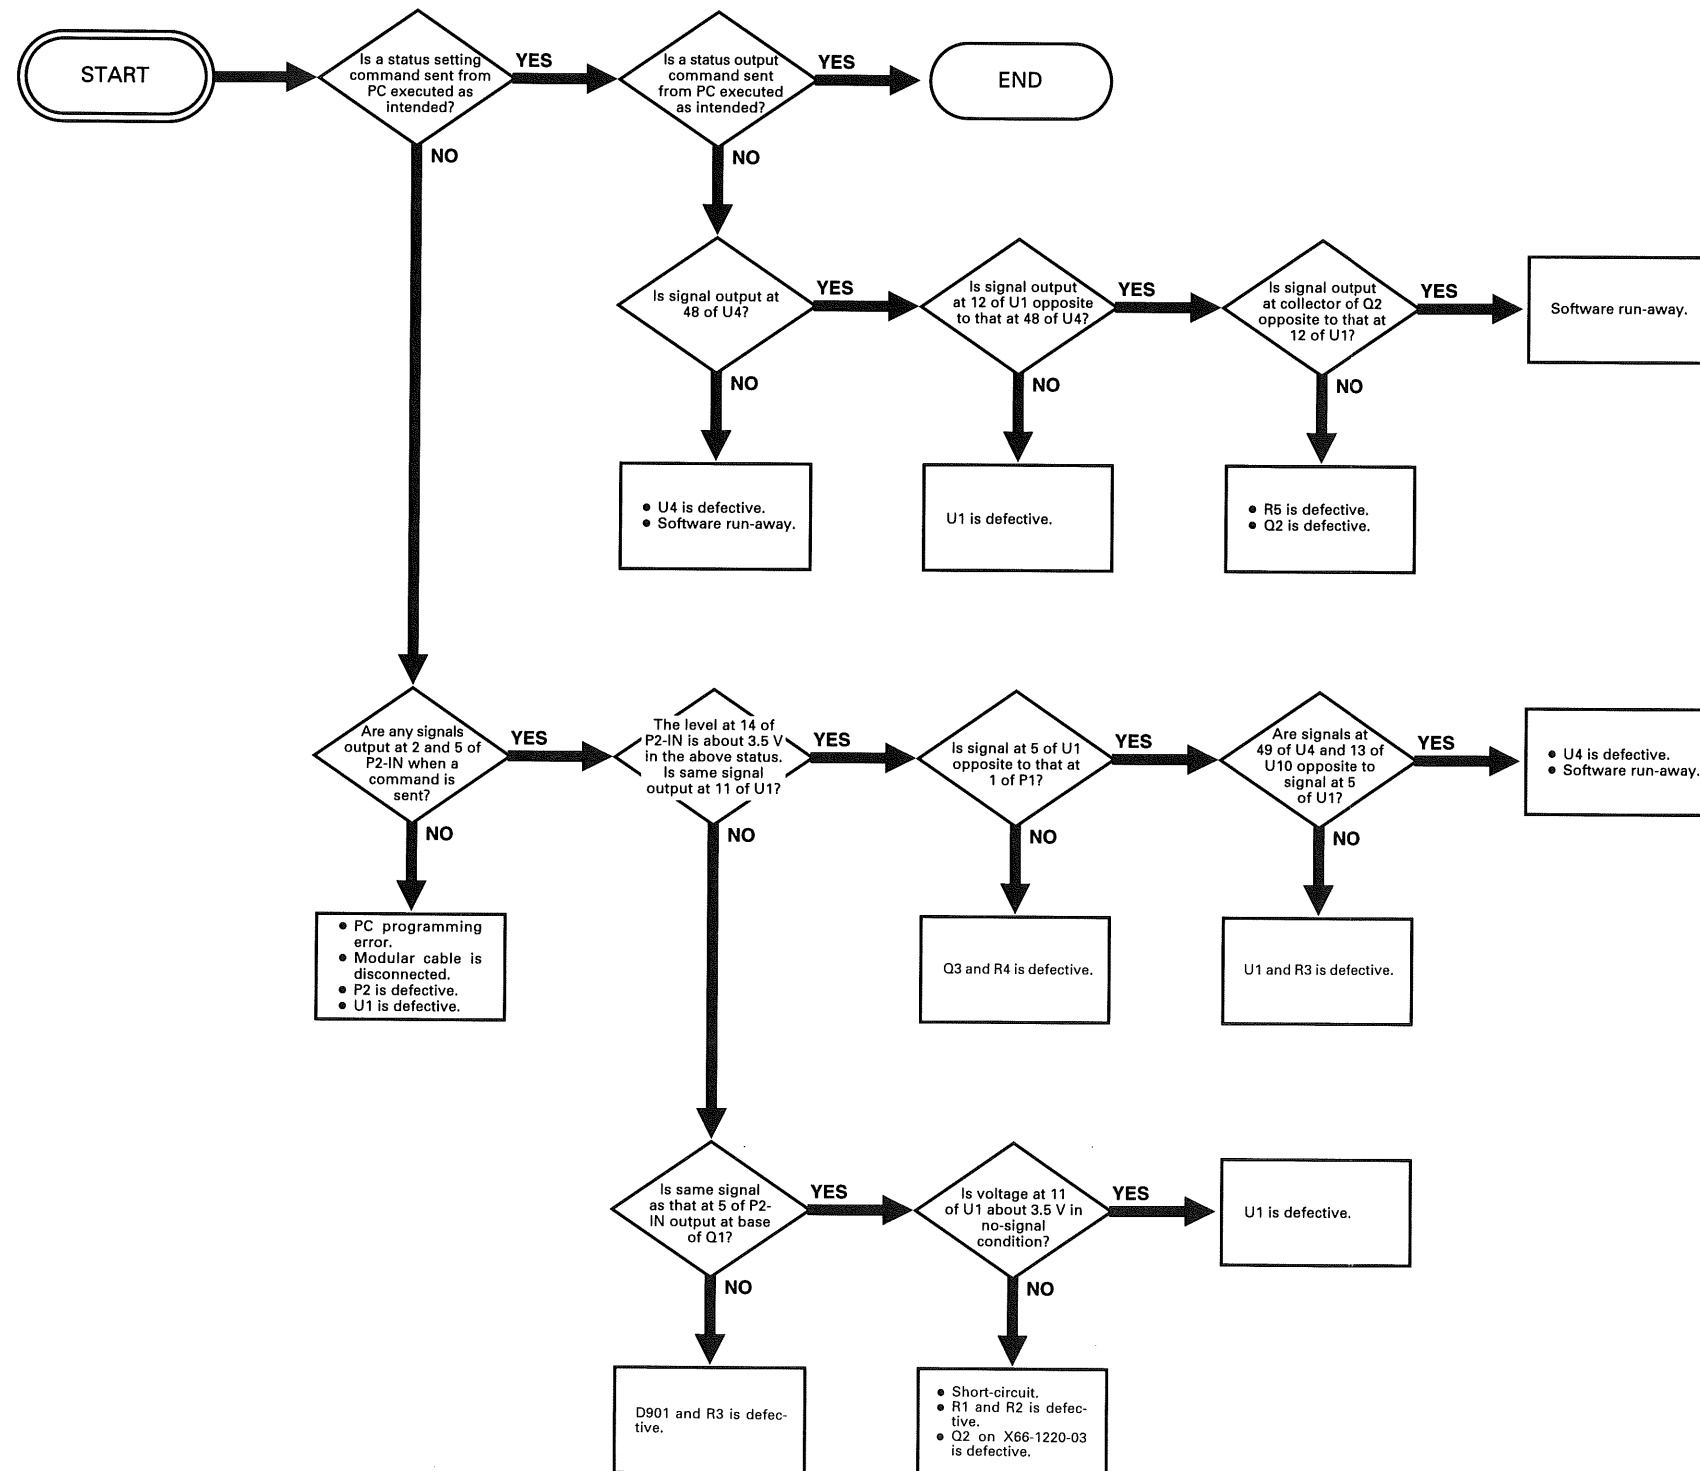 START
Is a status setting
command sent from
PC executed as
intended?
YES
NO
Is a status output
command sent
from PC executed
as intended?
YES
NO
END
Is signal output at
48 of U4?
YES
NO
Is signal output
at 12 of U1 opposite
to that at 48 of U4?
YES
NO
Is signal output
at collector of Q2
opposite to that at
12 of U1?
YES
NO
Software run-away.
● U4 is defective.
● Software run-away.
U1 is defective.
● R5 is defective.
● Q2 is defective.
Are any signals
output at 2 and 5 of
P2-IN when a
command is
sent?
YES
NO
The level at 14 of
P2-IN is about 3.5 V
in the above status.
Is same signal
output at 11 of U1?
YES
NO
Is signal at 5 of U1
opposite to that at
1 of P1?
YES
NO
Are signals at
49 of U4 and 13 of
U10 opposite to
signal at 5
of U1?
YES
NO
● U4 is defective.
● Software run-away.
● PC programming
error.
● Modular cable is
disconnected.
● P2 is defective.
● U1 is defective.
Q3 and R4 is defective.
U1 and R3 is defective.
Is same signal
as that at 5 of P2-
IN output at base
of Q1?
YES
NO
Is voltage at 11
of U1 about 3.5 V in
no-signal
condition?
YES
NO
U1 is defective.
D901 and R3 is defec-
tive.
● Short-circuit.
● R1 and R2 is defec-
tive.
● Q2 on X66-1220-03
is defective.